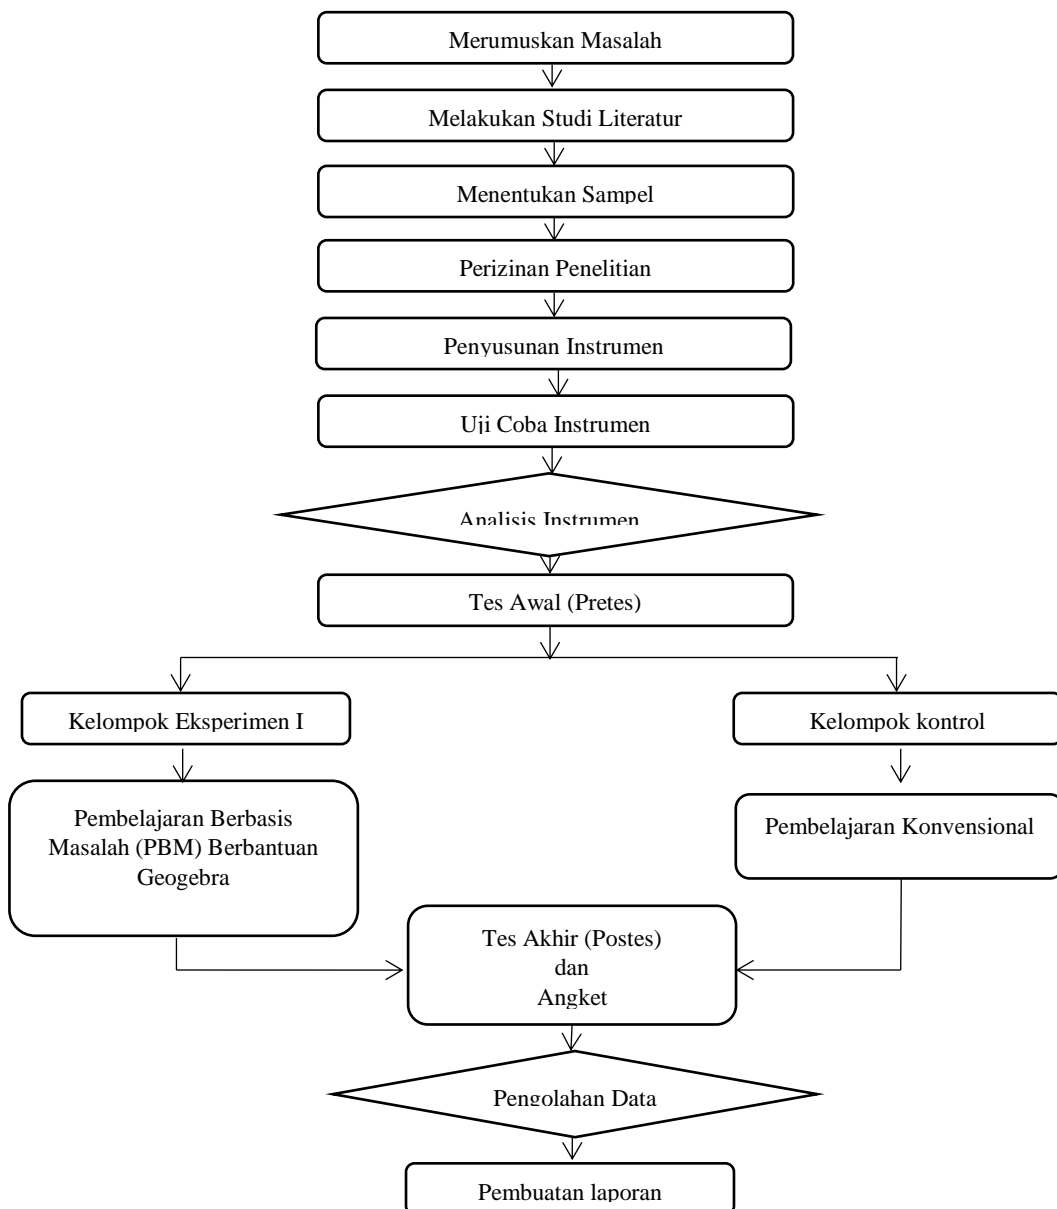 Merumuskan Masalah
Melakukan Studi Literatur
Menentukan Sampel
Perizinan Penelitian
Penyusunan Instrumen
Uji Coba Instrumen
Analisis Instrumen
Tes Awal (Pretes)
Kelompok Eksperimen I
Kelompok kontrol
Pembelajaran Berbasis
Masalah (PBM) Berbantuan
Geogebra
Pembelajaran Konvensional
Tes Akhir (Postes)
dan
Angket
Pengolahan Data
Pembuatan laporan